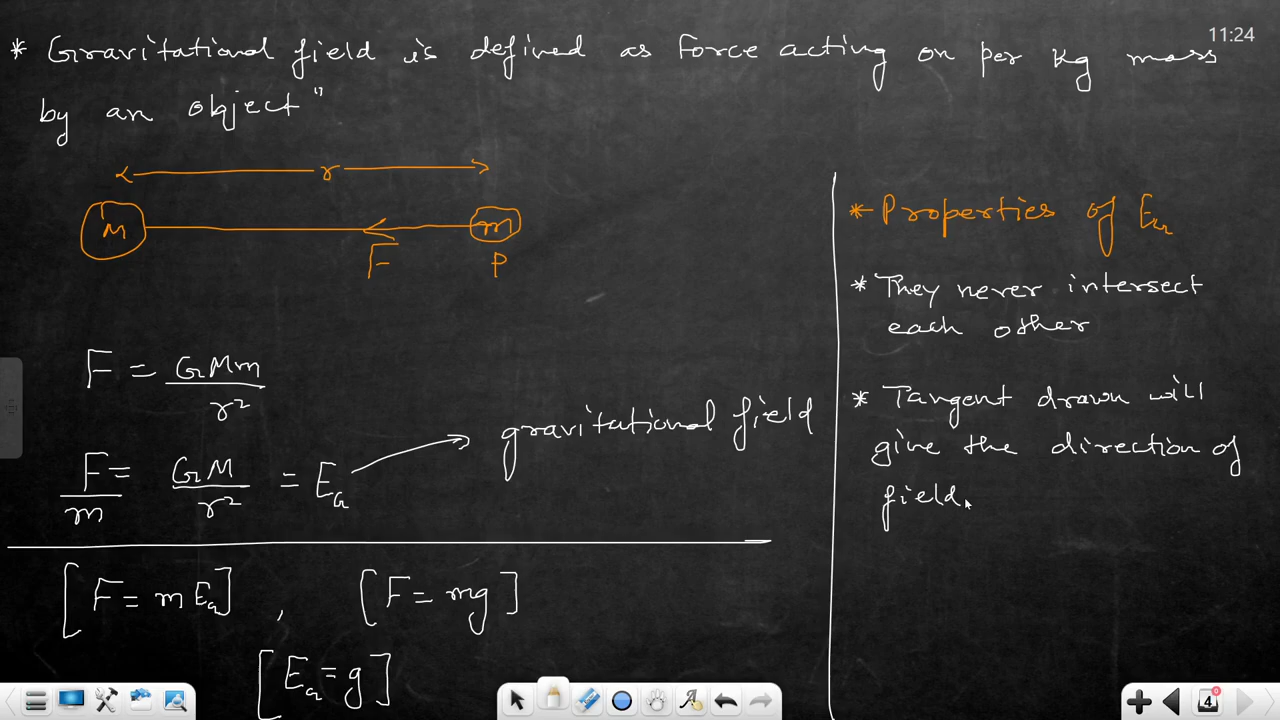 11:24
* Gravitational field is defined as Force acting on per kg mass
by an object"
r
M
m
F
P
F = GMm
r²
F = GM = E_G
m r²
gravitational field
[F = m E_G] , [F = mg]
[E_G = g]
* Properties of E_G
* They never intersect
each other
* Tangent drawn will
give the direction of
field.
4